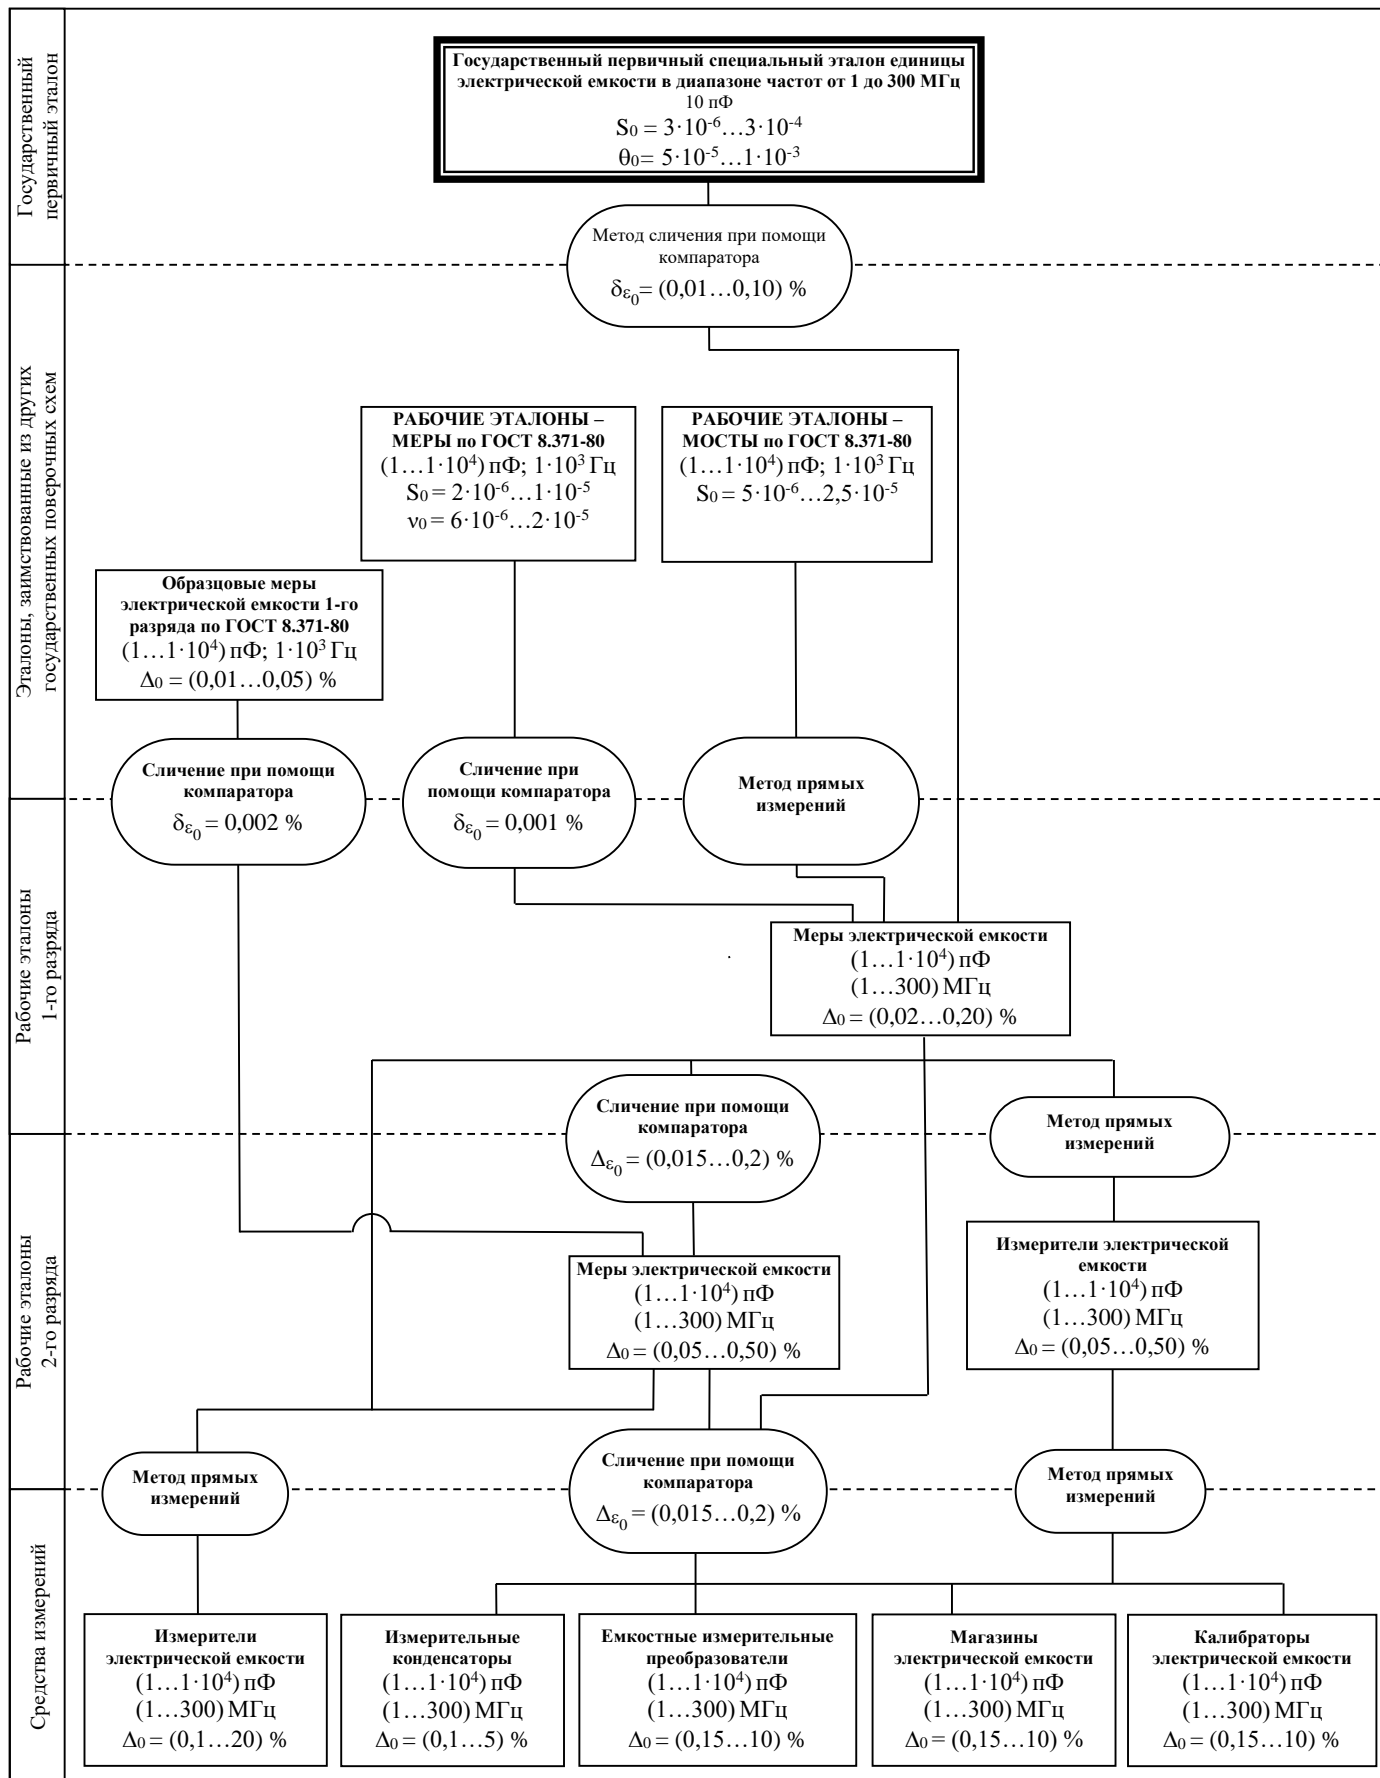 Государственный
первичный эталон
Государственный первичный специальный эталон единицы
электрической емкости в диапазоне частот от 1 до 300 МГц
10 пФ
S₀ = 3·10⁻⁶…3·10⁻⁴
θ₀= 5·10⁻⁵…1·10⁻³
Метод сличения при помощи
компаратора
δε₀= (0,01…0,10) %
Эталоны, заимствованные из других
государственных поверочных схем
РАБОЧИЕ ЭТАЛОНЫ –
МЕРЫ по ГОСТ 8.371-80
(1…1·10⁴) пФ; 1·10³ Гц
S₀ = 2·10⁻⁶…1·10⁻⁵
ν₀ = 6·10⁻⁶…2·10⁻⁵
РАБОЧИЕ ЭТАЛОНЫ –
МОСТЫ по ГОСТ 8.371-80
(1…1·10⁴) пФ; 1·10³ Гц
S₀ = 5·10⁻⁶…2,5·10⁻⁵
Образцовые меры
электрической емкости 1-го
разряда по ГОСТ 8.371-80
(1…1·10⁴) пФ; 1·10³ Гц
Δ₀ = (0,01…0,05) %
Сличение при помощи
компаратора
δε₀ = 0,002 %
Сличение при
помощи компаратора
δε₀ = 0,001 %
Метод прямых
измерений
Рабочие эталоны
1-го разряда
Меры электрической емкости
(1…1·10⁴) пФ
(1…300) МГц
Δ₀ = (0,02…0,20) %
Сличение при помощи
компаратора
Δε₀ = (0,015…0,2) %
Метод прямых
измерений
Рабочие эталоны
2-го разряда
Меры электрической емкости
(1…1·10⁴) пФ
(1…300) МГц
Δ₀ = (0,05…0,50) %
Измерители электрической
емкости
(1…1·10⁴) пФ
(1…300) МГц
Δ₀ = (0,05…0,50) %
Метод прямых
измерений
Сличение при помощи
компаратора
Δε₀ = (0,015…0,2) %
Метод прямых
измерений
Средства измерений
Измерители
электрической емкости
(1…1·10⁴) пФ
(1…300) МГц
Δ₀ = (0,1…20) %
Измерительные
конденсаторы
(1…1·10⁴) пФ
(1…300) МГц
Δ₀ = (0,1…5) %
Емкостные измерительные
преобразователи
(1…1·10⁴) пФ
(1…300) МГц
Δ₀ = (0,15…10) %
Магазины
электрической емкости
(1…1·10⁴) пФ
(1…300) МГц
Δ₀ = (0,15…10) %
Калибраторы
электрической емкости
(1…1·10⁴) пФ
(1…300) МГц
Δ₀ = (0,15…10) %